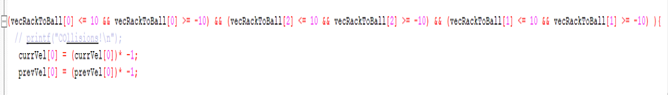 (vecRackToBall[0] <= 10 && vecRackToBall[0] >= -10) && (vecRackToBall[2] <= 10 && vecRackToBall[2] >= -10) && (vecRackToBall[1] <= 10 && vecRackToBall[1] >= -10) ){
// printf("COllisions!\n");
currVel[0] = (currVel[0])* -1;
prevVel[0] = (prevVel[0])* -1;